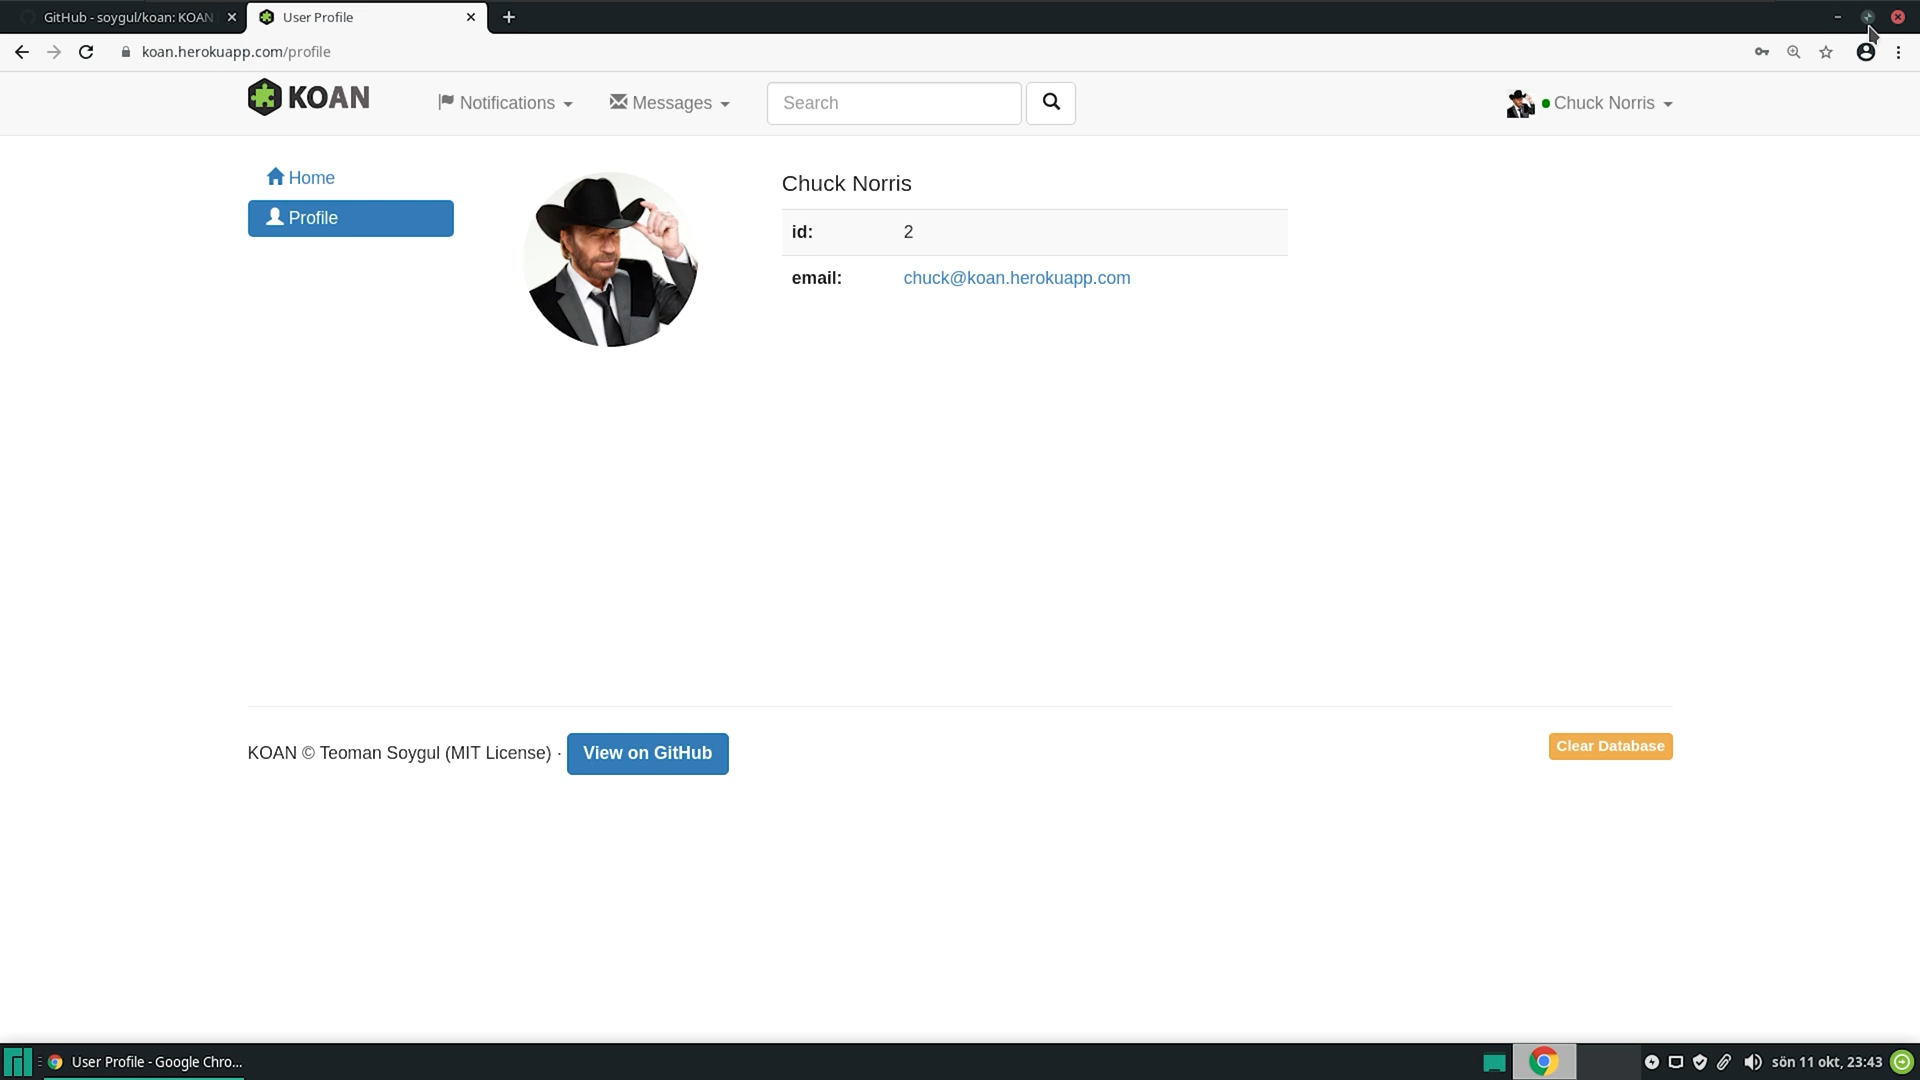 GitHub - soygul/koan: KOAN
User Profile
koan.herokuapp.com/profile
KOAN
Notifications
Messages
Search
Chuck Norris
Home
Profile
Chuck Norris
id: 2
email: chuck@koan.herokuapp.com
KOAN © Teoman Soygul (MIT License) · View on GitHub
Clear Database
User Profile - Google Chro...
sön 11 okt, 23:43